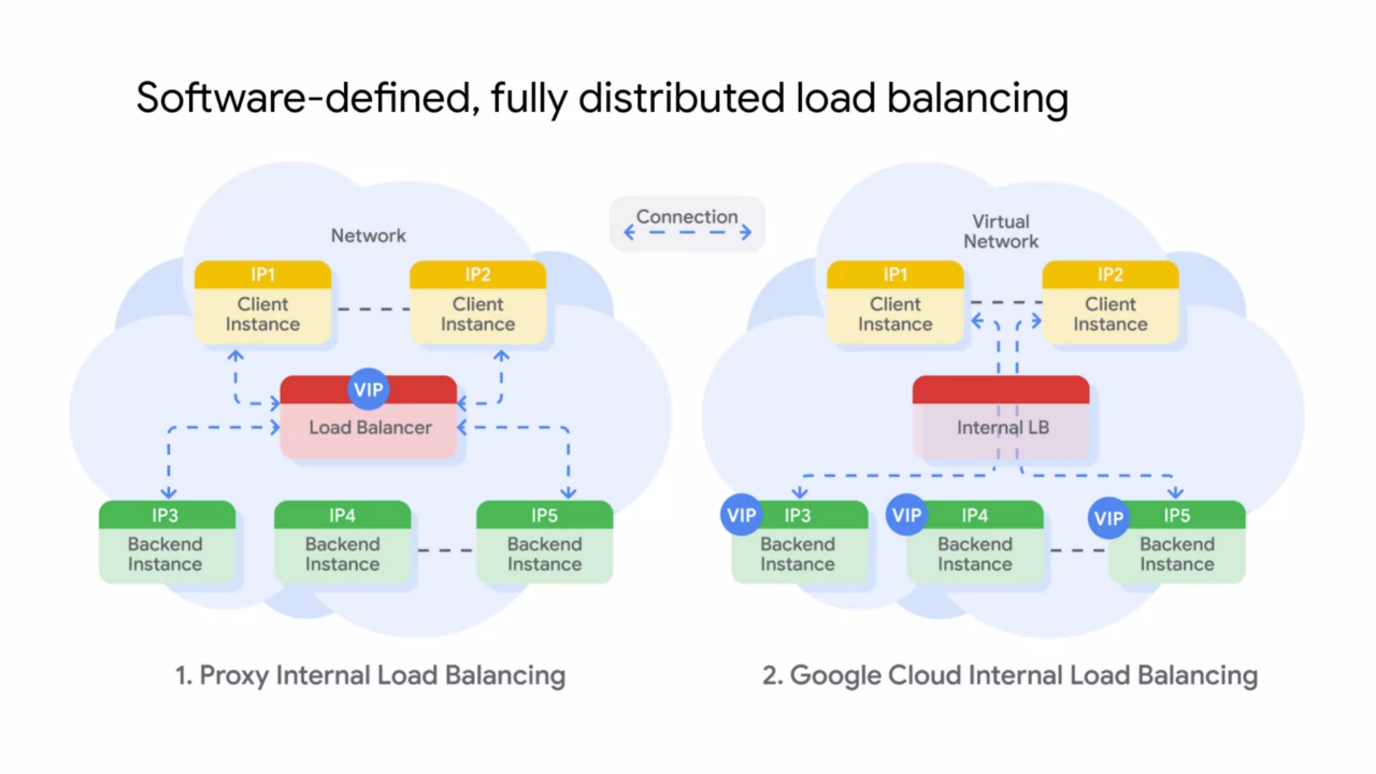 Software-defined, fully distributed load balancing
Network
IP1
Client
Instance
IP2
Client
Instance
VIP
Load Balancer
IP3
Backend
Instance
IP4
Backend
Instance
IP5
Backend
Instance
1. Proxy Internal Load Balancing
Connection
Virtual
Network
IP1
Client
Instance
IP2
Client
Instance
Internal LB
VIP
IP3
Backend
Instance
VIP
IP4
Backend
Instance
VIP
IP5
Backend
Instance
2. Google Cloud Internal Load Balancing